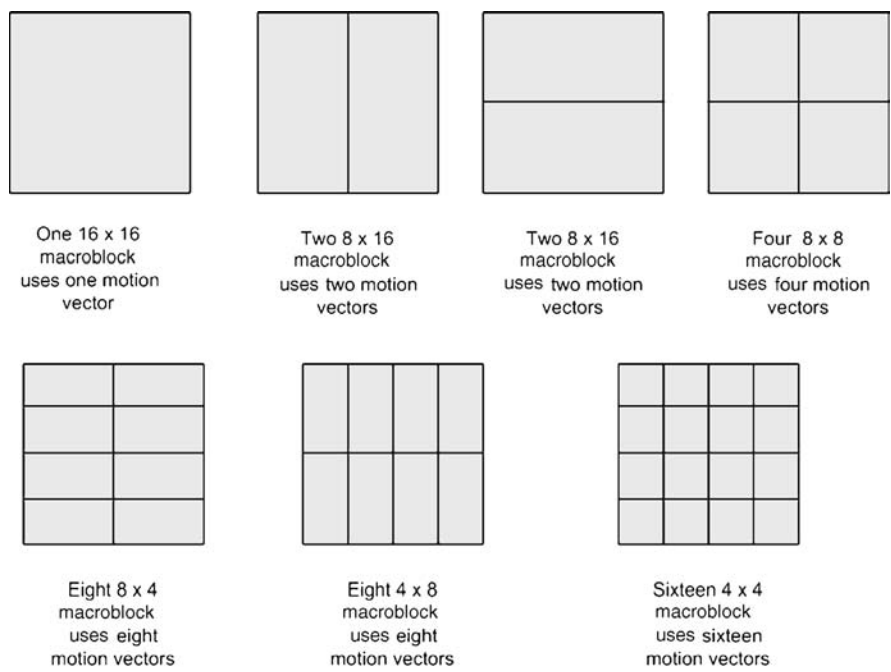 One 16 x 16
macroblock
uses one motion
vector
Two 8 x 16
macroblock
uses two motion
vectors
Two 8 x 16
macroblock
uses two motion
vectors
Four 8 x 8
macroblock
uses four motion
vectors
Eight 8 x 4
macroblock
uses eight
motion vectors
Eight 4 x 8
macroblock
uses eight
motion vectors
Sixteen 4 x 4
macroblock
uses sixteen
motion vectors